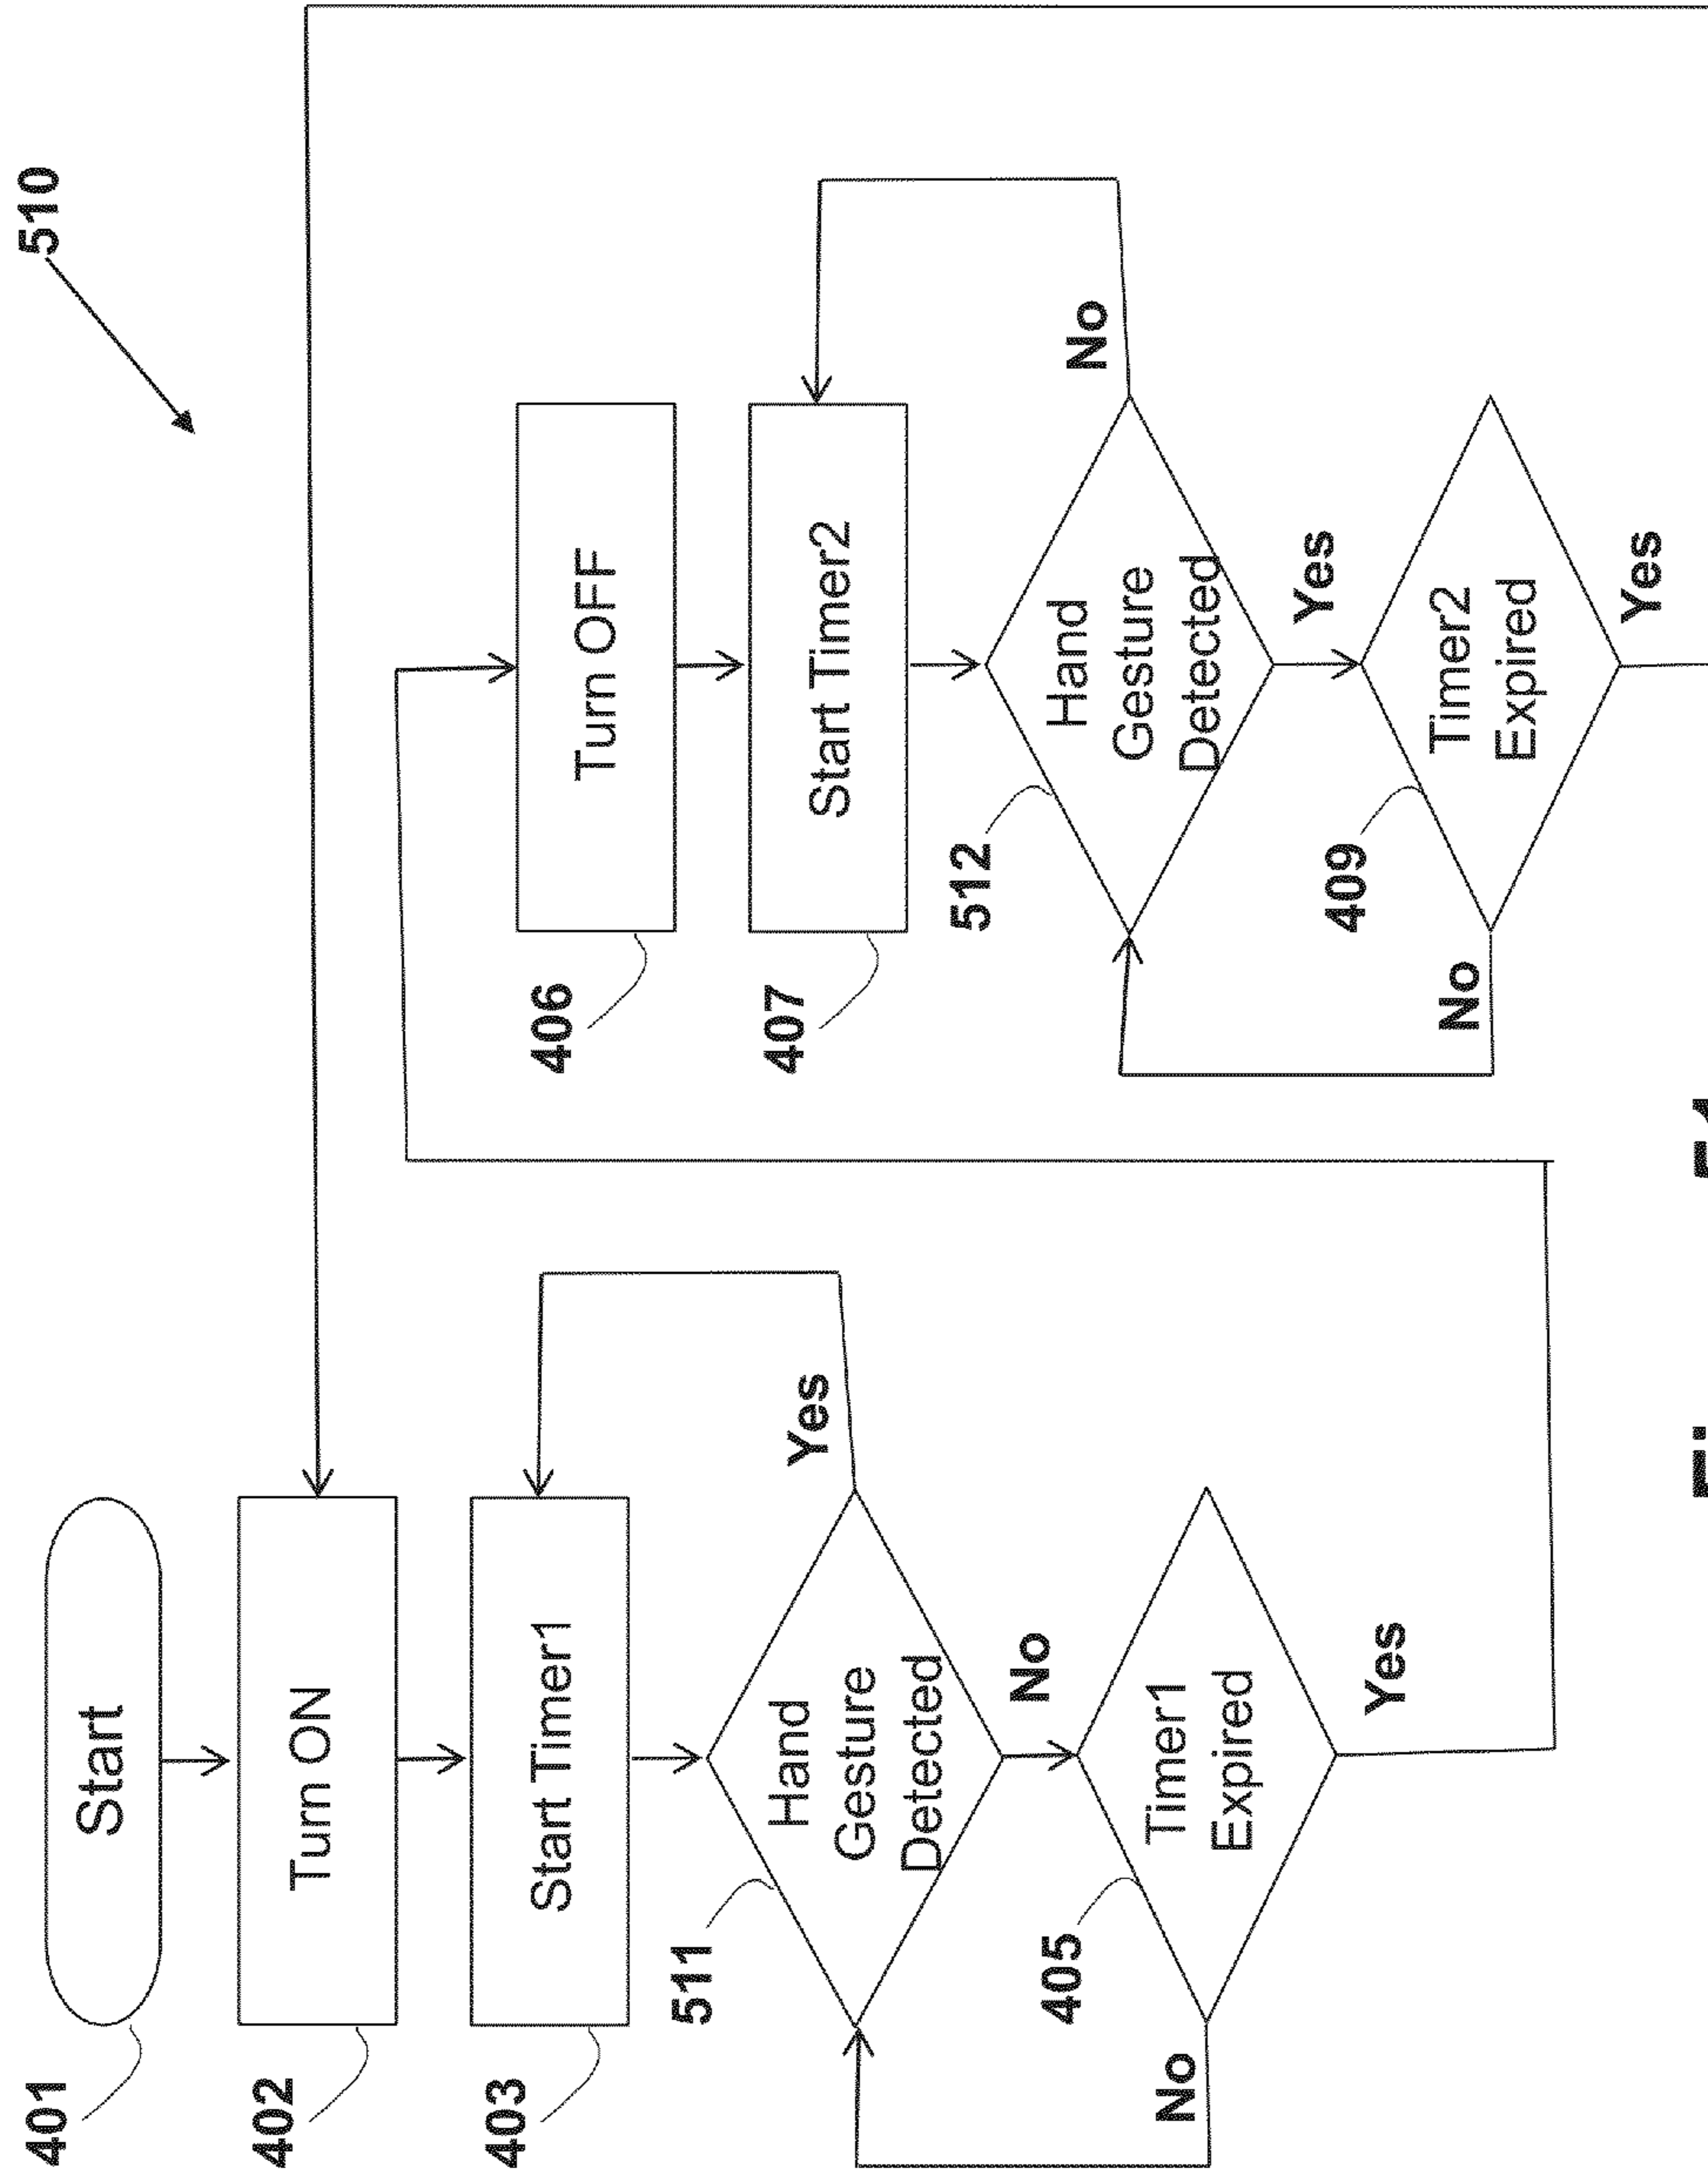 510
401
Start
402
Turn ON
403
Start Timer1
511
Hand
Gesture
Detected
Yes
No
405
Timer1
Expired
No
Yes
406
Turn OFF
407
Start Timer2
512
Hand
Gesture
Detected
No
Yes
409
Timer2
Expired
No
Yes